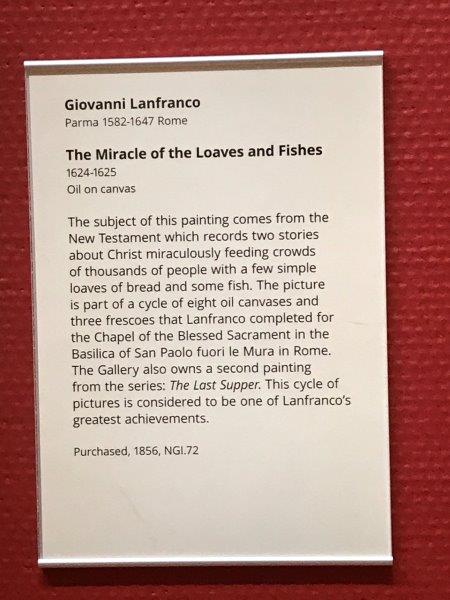 Giovanni Lanfranco
Parma 1582-1647 Rome
The Miracle of the Loaves and Fishes
1624-1625
Oil on canvas
The subject of this painting comes from the
New Testament which records two stories
about Christ miraculously feeding crowds
of thousands of people with a few simple
loaves of bread and some fish. The picture
is part of a cycle of eight oil canvases and
three frescoes that Lanfranco completed for
the Chapel of the Blessed Sacrament in the
Basilica of San Paolo fuori le Mura in Rome.
The Gallery also owns a second painting
from the series: The Last Supper. This cycle of
pictures is considered to be one of Lanfranco's
greatest achievements.
Purchased, 1856, NGI.72